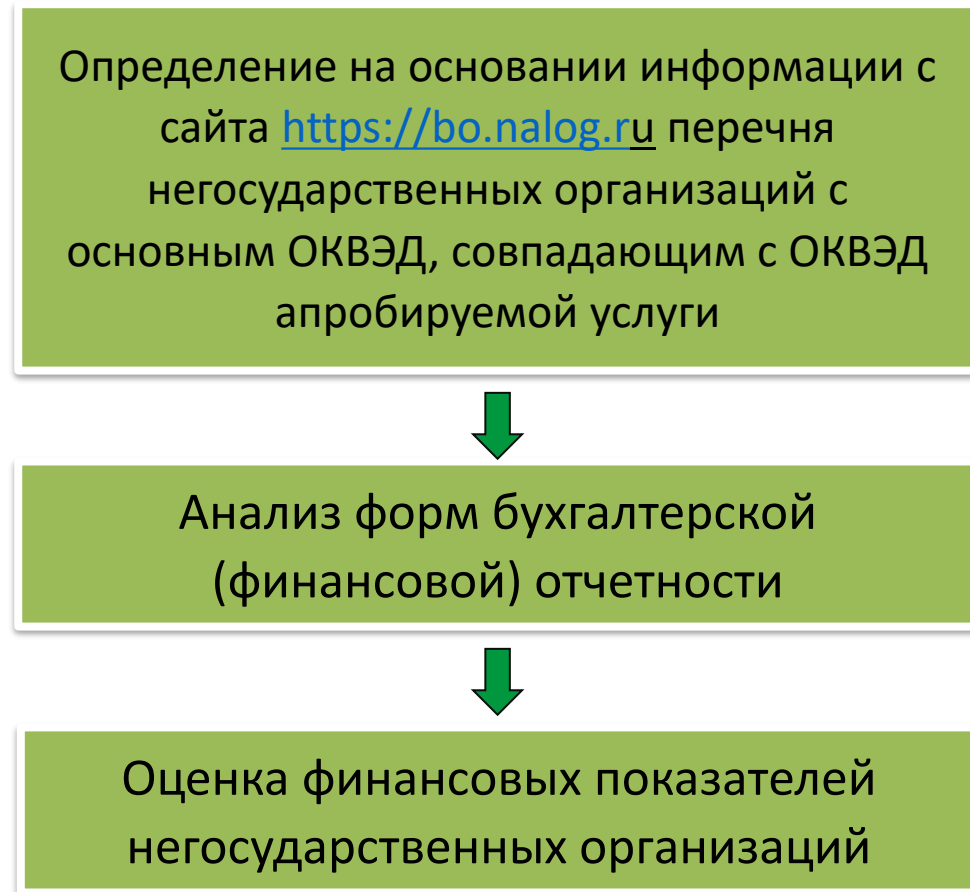 Определение на основании информации с
сайта https://bo.nalog.ru перечня
негосударственных организаций с
основным ОКВЭД, совпадающим с ОКВЭД
апробируемой услуги
Анализ форм бухгалтерской
(финансовой) отчетности
Оценка финансовых показателей
негосударственных организаций